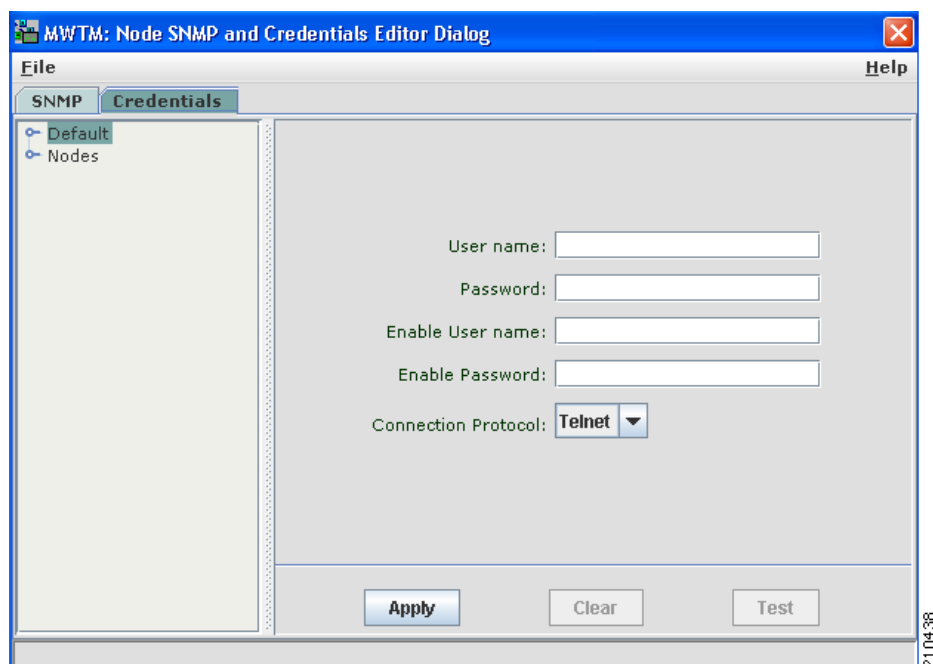 MWTM: Node SNMP and Credentials Editor Dialog
File Help
SNMP Credentials
Default
Nodes
User name:
Password:
Enable User name:
Enable Password:
Connection Protocol: Telnet
Apply Clear Test
210438